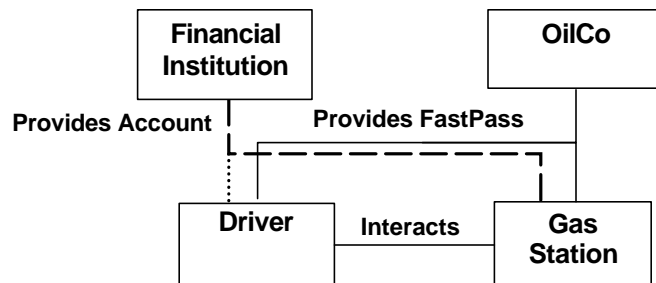 Financial
Institution
OilCo
Provides Account
Provides FastPass
Driver
Interacts
Gas
Station